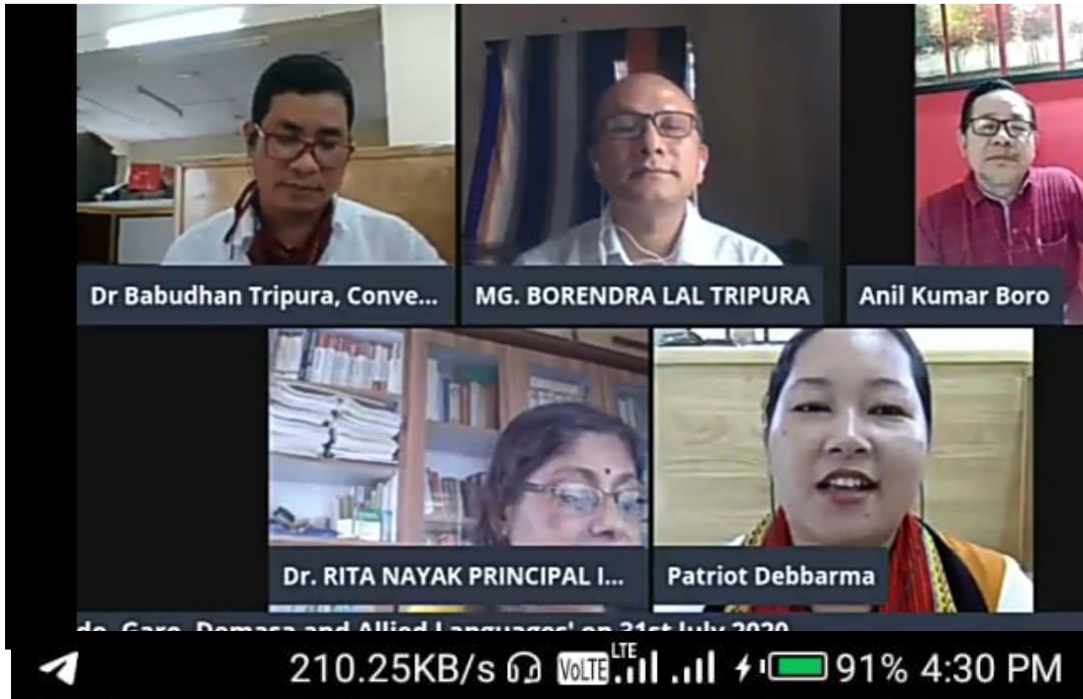 Dr Babudhan Tripura, Conve...
MG. BORENDRA LAL TRIPURA
Anil Kumar Boro
Dr. RITA NAYAK PRINCIPAL I...
Patriot Debbarma
Garo, Demasa and Allied Languages' on 31st July 2020
210.25KB/s VoLTE LTE 91% 4:30 PM